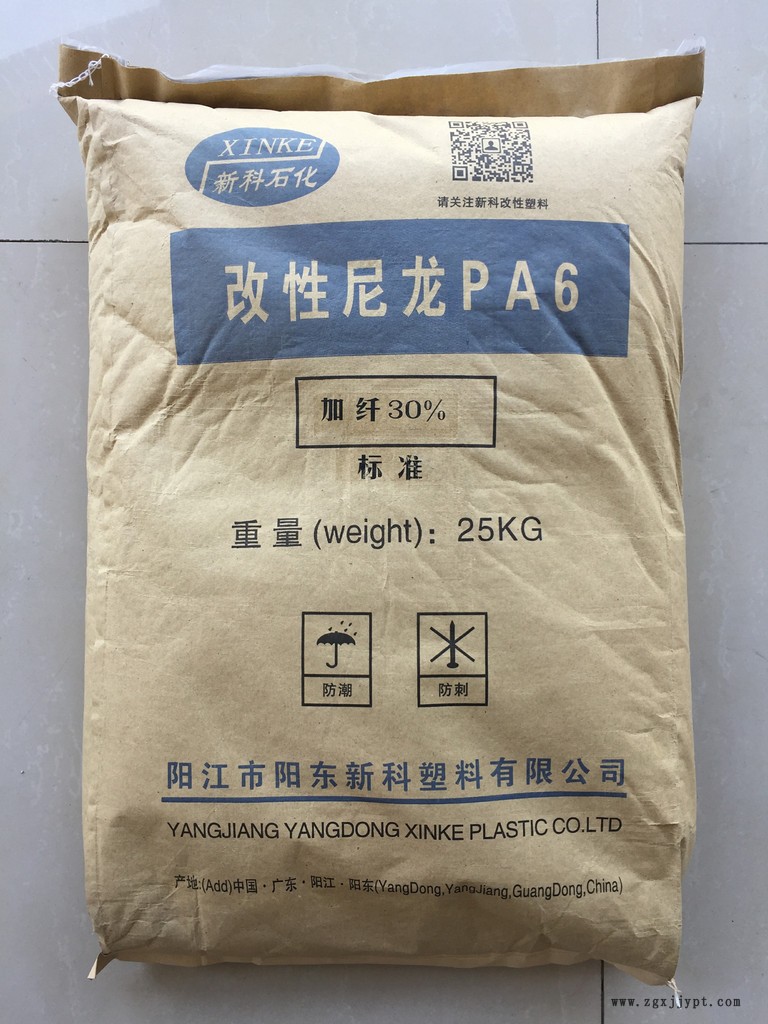 XINKE
新科石化
请关注新科改性塑料
改性尼龙PA6
加纤30%
标准
重量(weight)：25KG
防潮
防刺
阳江市阳东新科塑料有限公司
YANGJIANG YANGDONG XINKE PLASTIC CO.LTD
产地:(Add)中国·广东·阳江·阳东(YangDong,YangJiang,GuangDong,China)
www.zgxjjypt.com